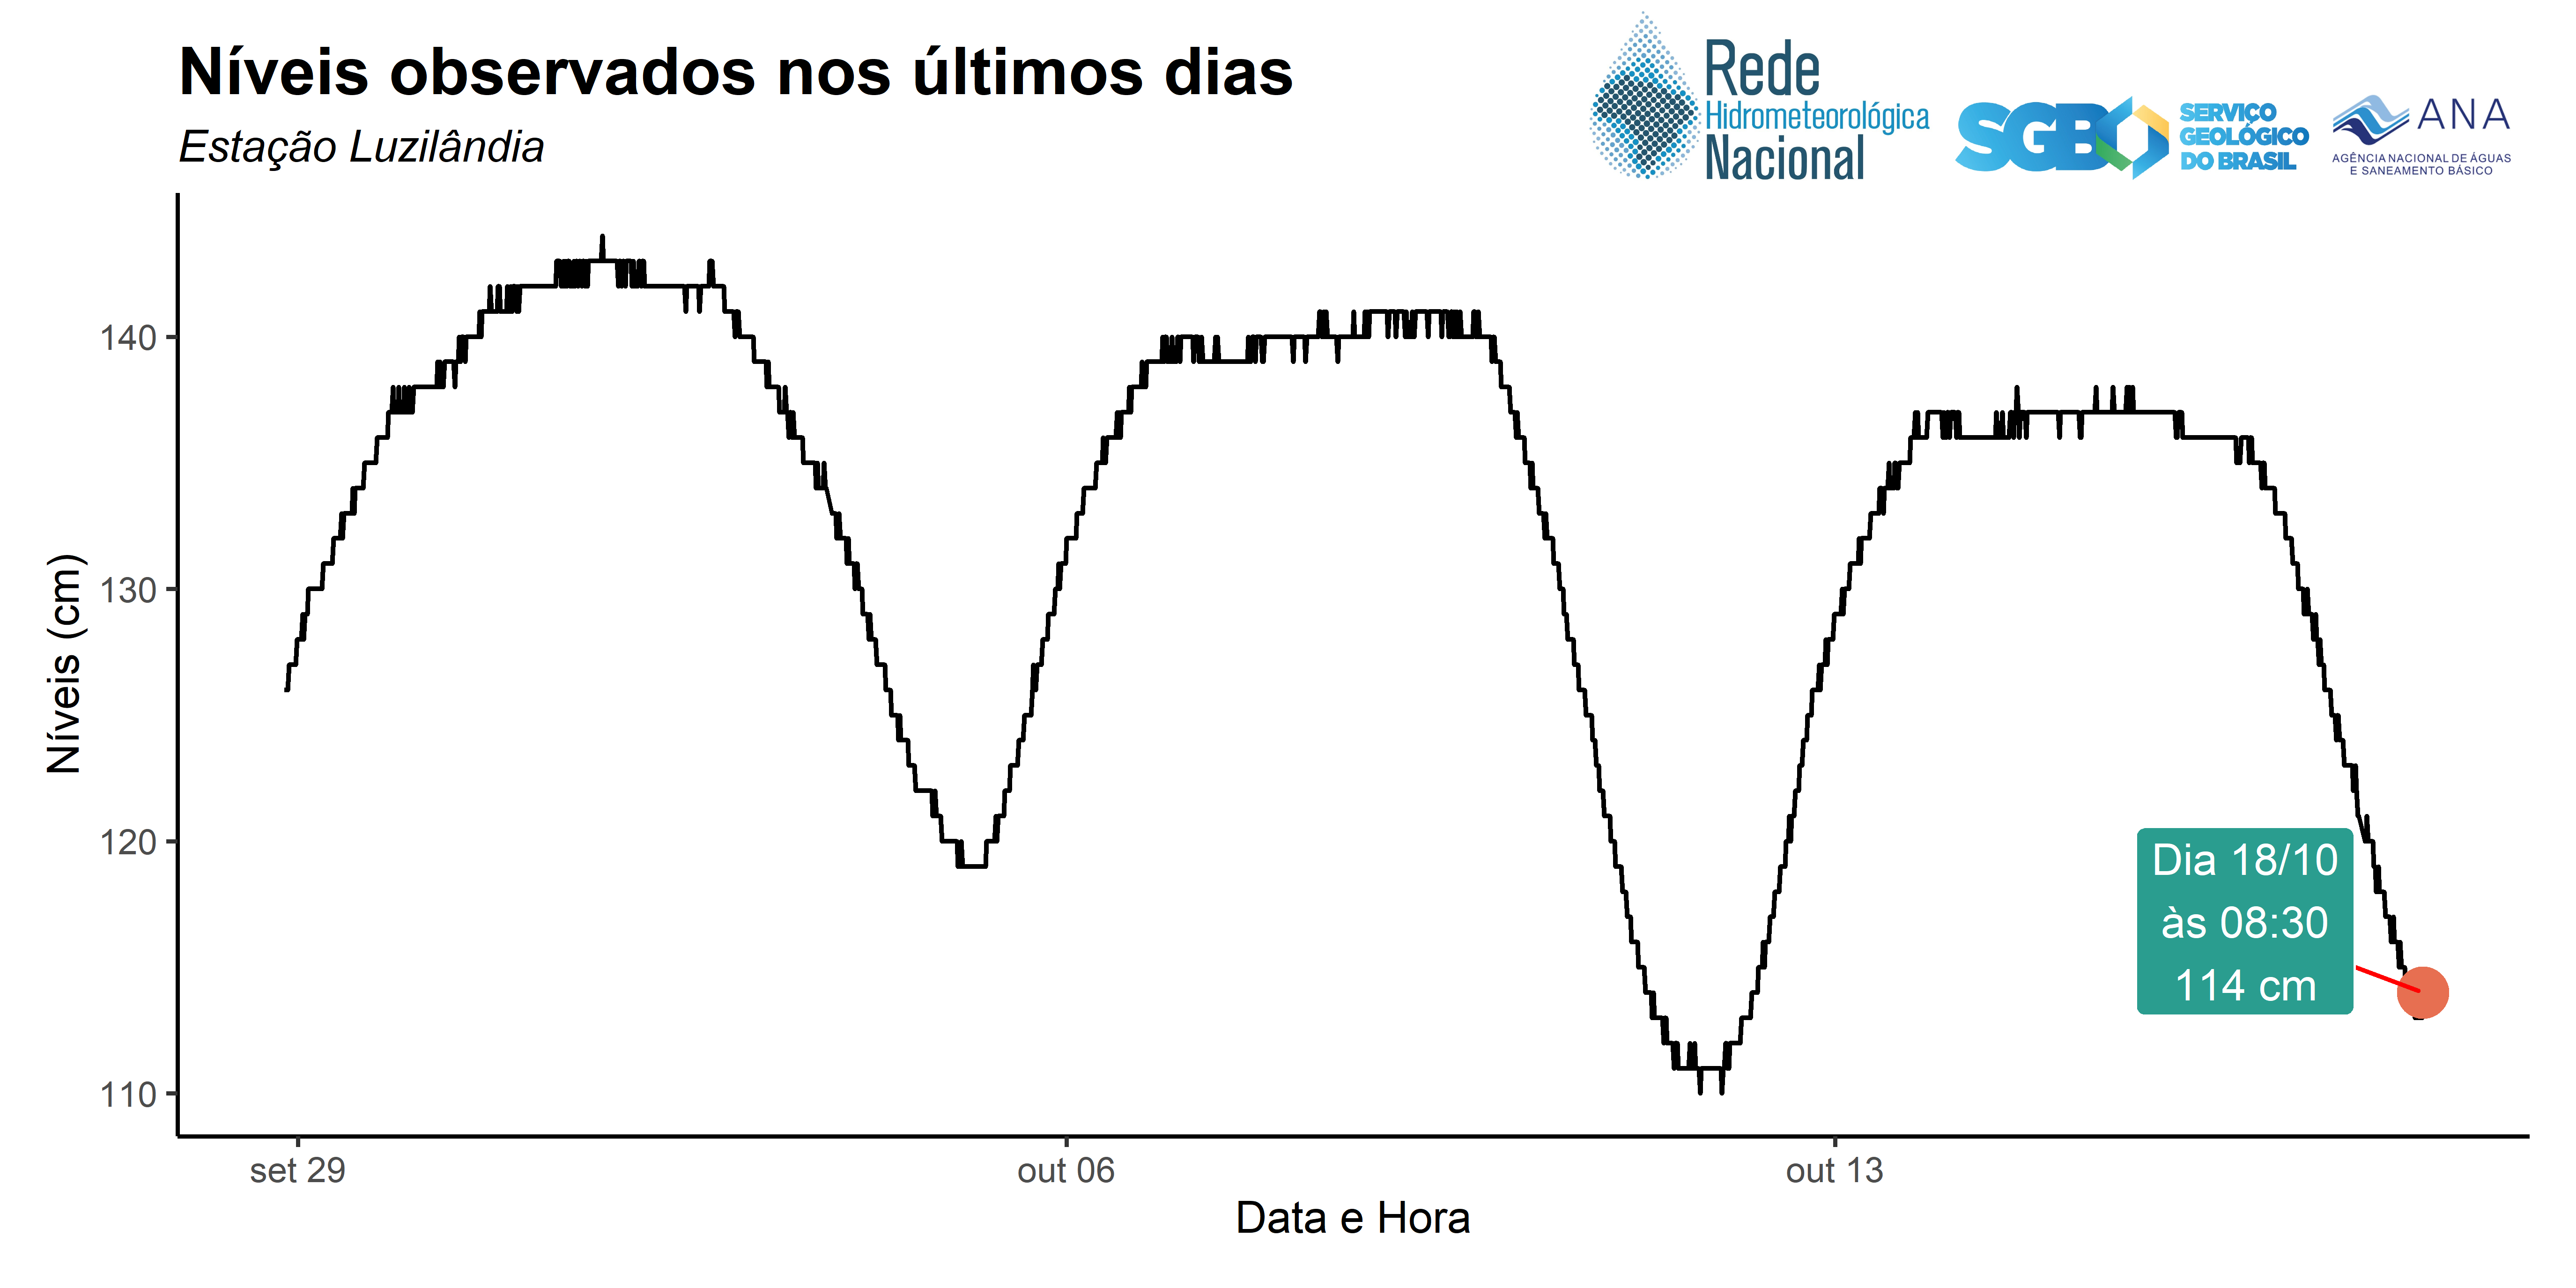 Níveis observados nos últimos dias
Estação Luzilândia
Rede
Hidrometeorológica
Nacional
SGB
SERVIÇO
GEOLÓGICO
DO BRASIL
ANA
AGÊNCIA NACIONAL DE ÁGUAS
E SANEAMENTO BÁSICO
Níveis (cm)
140
130
120
110
Dia 18/10
às 08:30
114 cm
set 29
out 06
out 13
Data e Hora